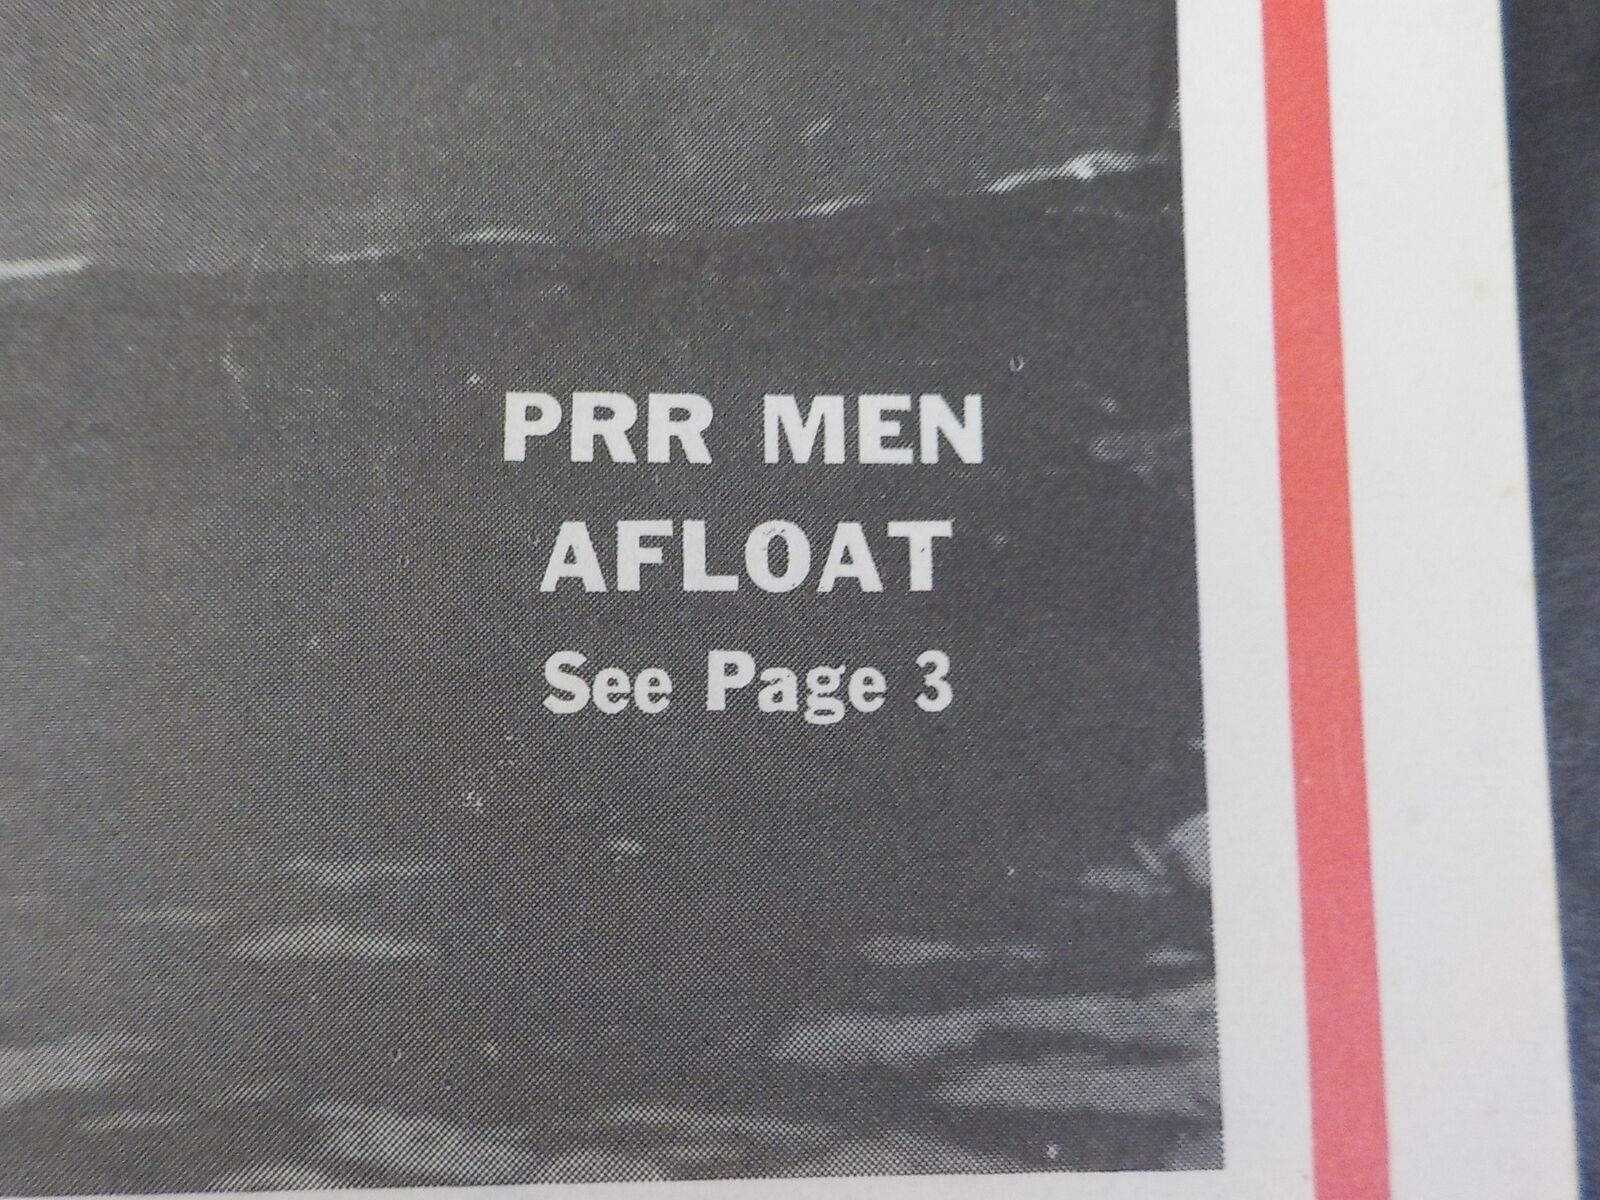 PRR MEN
AFLOAT
See Page 3